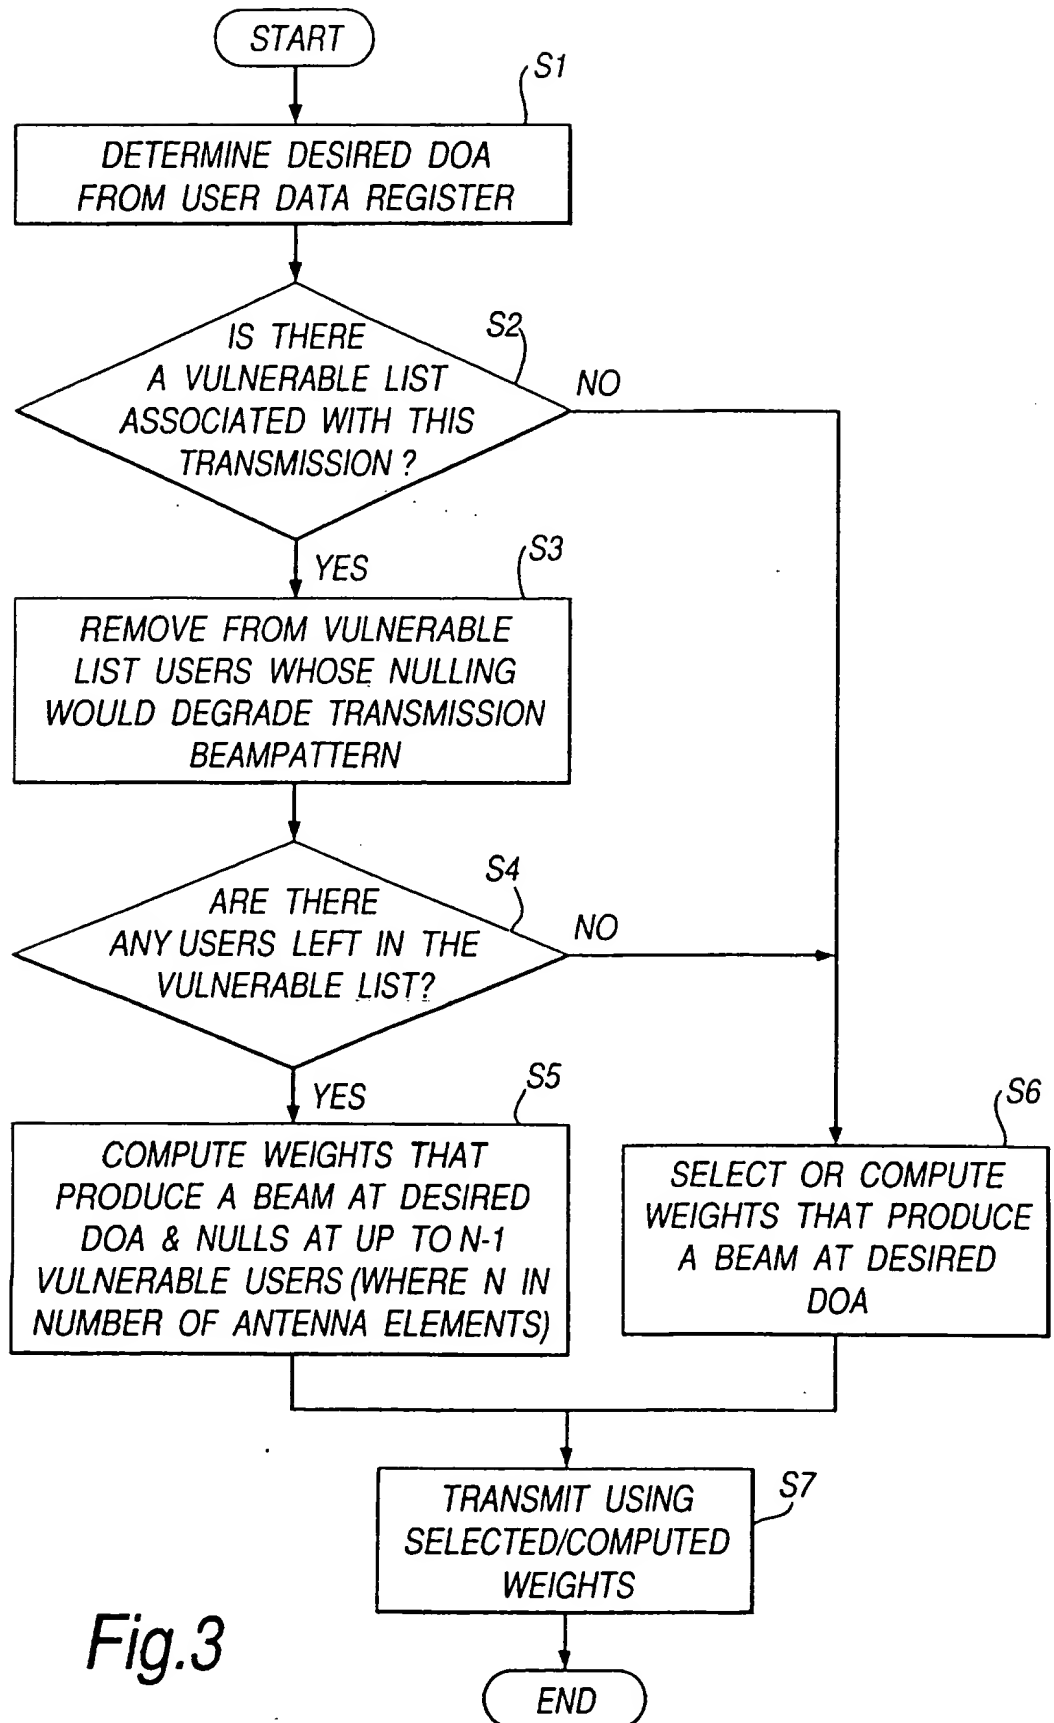 START
S1
DETERMINE DESIRED DOA
FROM USER DATA REGISTER
S2
IS THERE
A VULNERABLE LIST
ASSOCIATED WITH THIS
TRANSMISSION ?
NO
YES
S3
REMOVE FROM VULNERABLE
LIST USERS WHOSE NULLING
WOULD DEGRADE TRANSMISSION
BEAMPATTERN
S4
ARE THERE
ANY USERS LEFT IN THE
VULNERABLE LIST?
NO
YES
S5
COMPUTE WEIGHTS THAT
PRODUCE A BEAM AT DESIRED
DOA & NULLS AT UP TO N-1
VULNERABLE USERS (WHERE N IN
NUMBER OF ANTENNA ELEMENTS)
S6
SELECT OR COMPUTE
WEIGHTS THAT PRODUCE
A BEAM AT DESIRED
DOA
S7
TRANSMIT USING
SELECTED/COMPUTED
WEIGHTS
Fig.3
END